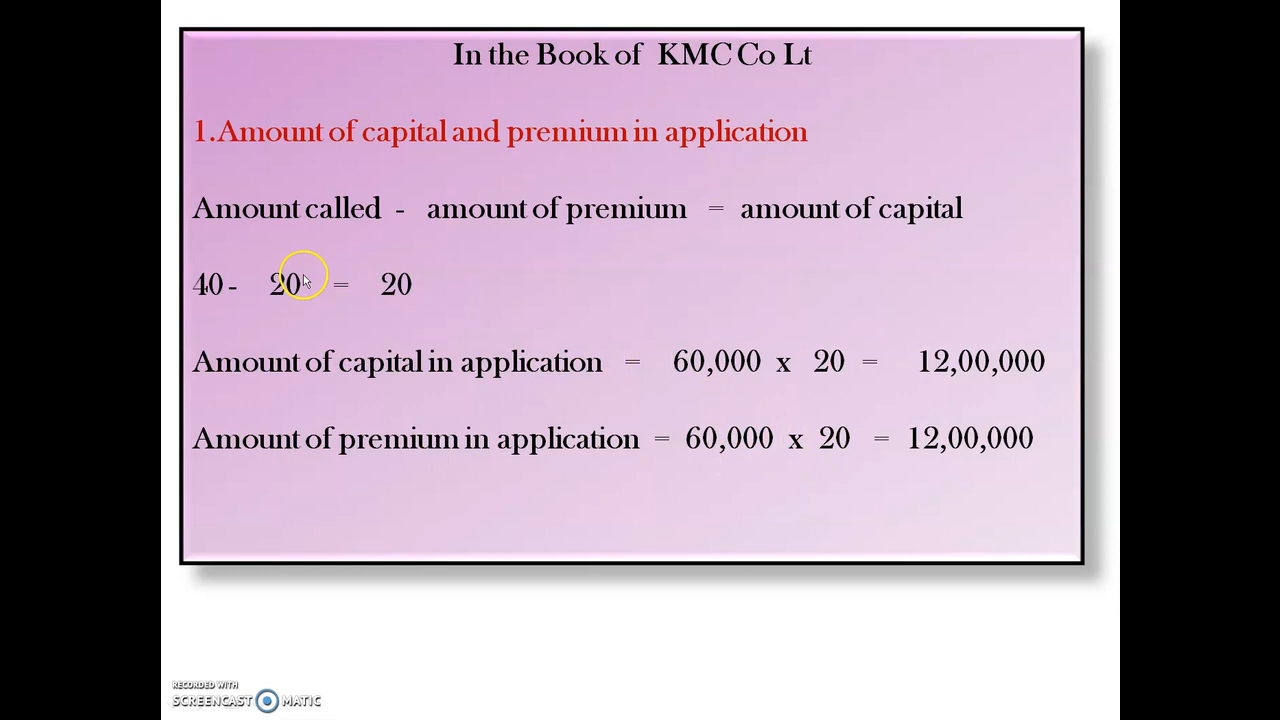 In the Book of KMC Co Lt
1.Amount of capital and premium in application
Amount called - amount of premium = amount of capital
40 - 20 = 20
Amount of capital in application = 60,000 x 20 = 12,00,000
Amount of premium in application = 60,000 x 20 = 12,00,000
RECORDED WITH
SCREENCAST MATIC